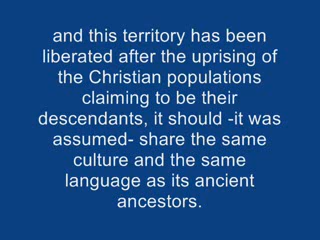 and this territory has been
liberated after the uprising of
the Christian populations
claiming to be their
descendants, it should -it was
assumed- share the same
culture and the same
language as its ancient
ancestors.